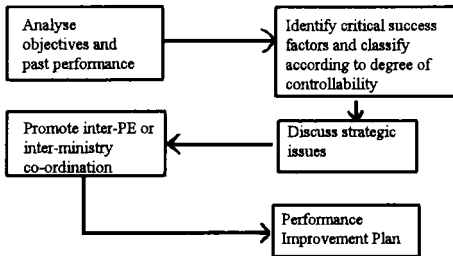 Analyse
objectives and
past performance
Identify critical success
factors and classify
according to degree of
controllability
Discuss strategic
issues
Promote inter-PE or
inter-ministry
co-ordination
Performance
Improvement Plan